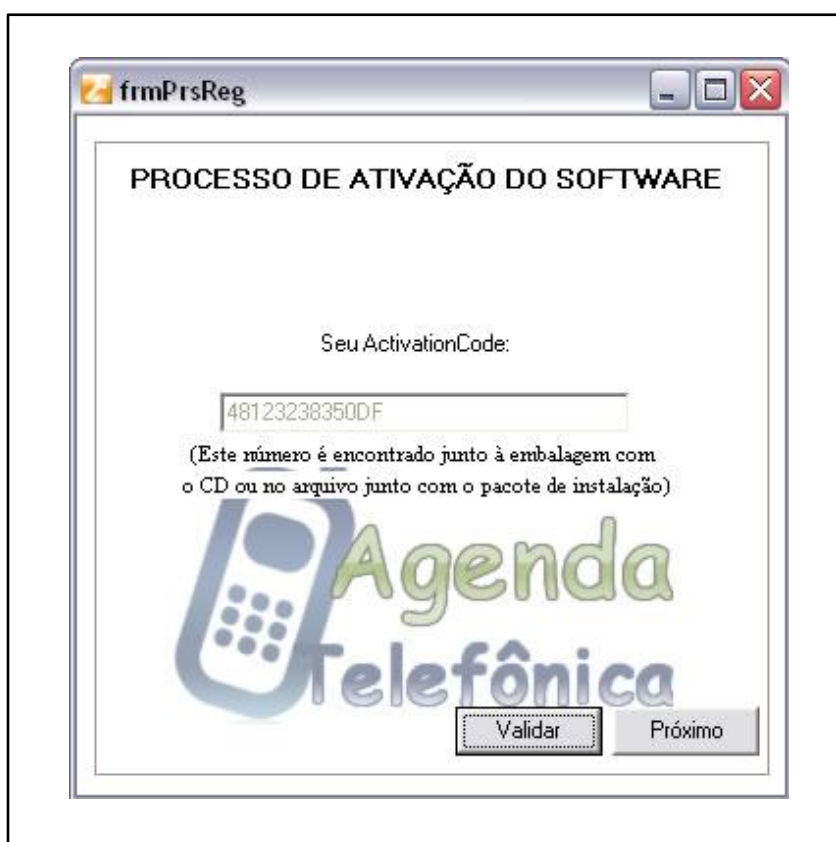 frmPrsReg
PROCESSO DE ATIVAÇÃO DO SOFTWARE
Seu ActivationCode:
48123238350DF
(Este número é encontrado junto à embalagem com
o CD ou no arquivo junto com o pacote de instalação)
Agenda
Telefônica
Validar Próximo